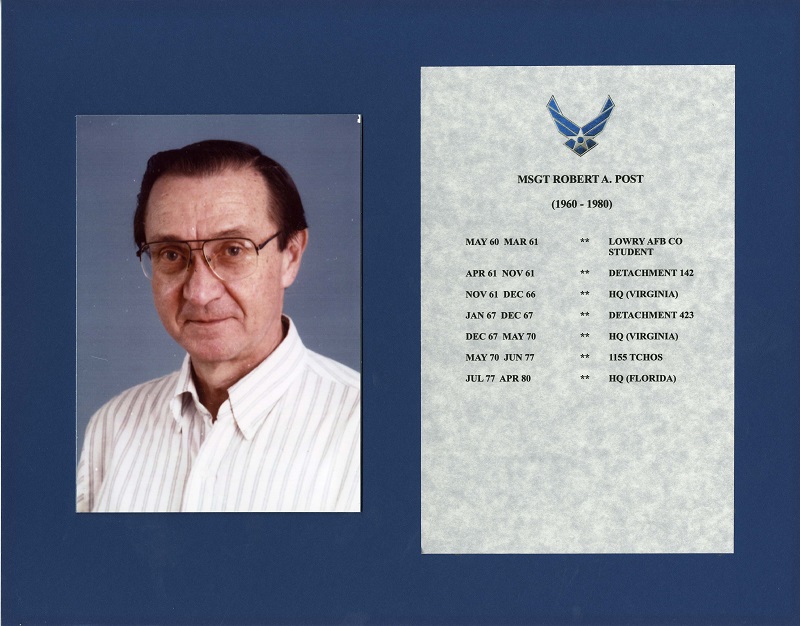 MSGT ROBERT A. POST
(1960 - 1980)
MAY 60 MAR 61 ** LOWRY AFB CO
STUDENT
APR 61 NOV 61 ** DETACHMENT 142
NOV 61 DEC 66 ** HQ (VIRGINIA)
JAN 67 DEC 67 ** DETACHMENT 423
DEC 67 MAY 70 ** HQ (VIRGINIA)
MAY 70 JUN 77 ** 1155 TCHOS
JUL 77 APR 80 ** HQ (FLORIDA)